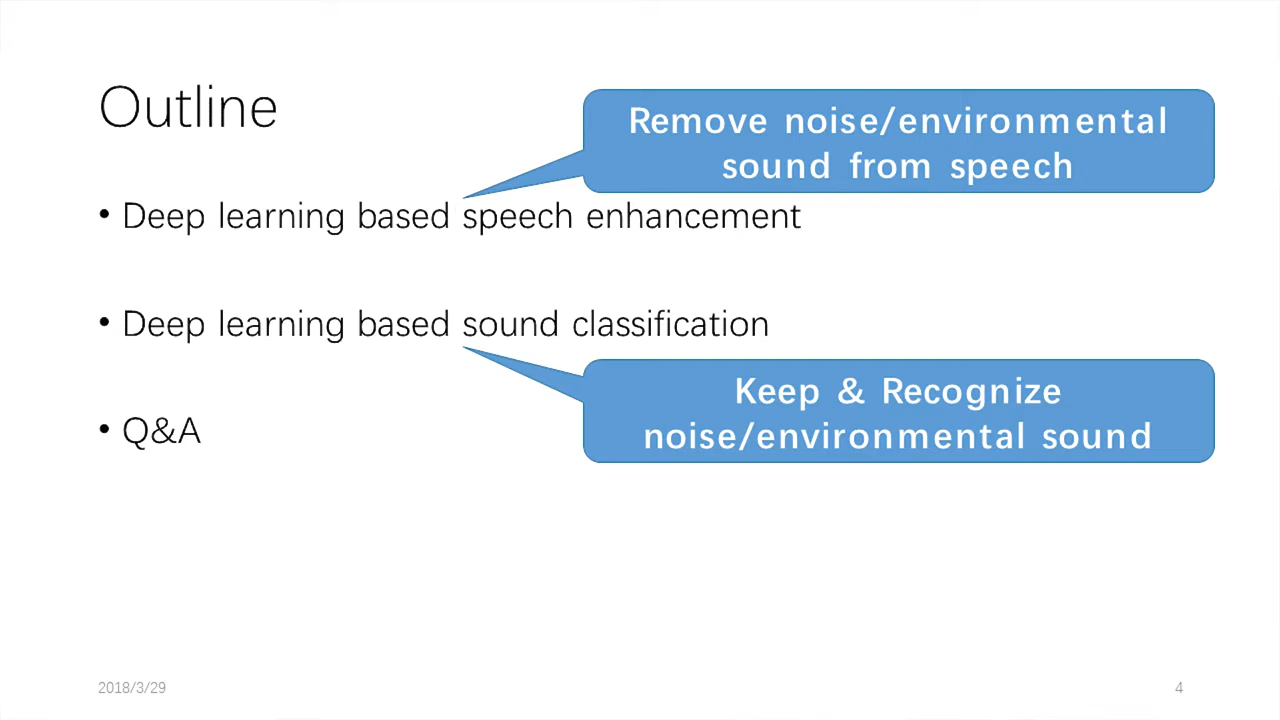 Outline
Remove noise/environmental
sound from speech
• Deep learning based speech enhancement
• Deep learning based sound classification
Keep & Recognize
noise/environmental sound
• Q&A
2018/3/29
4